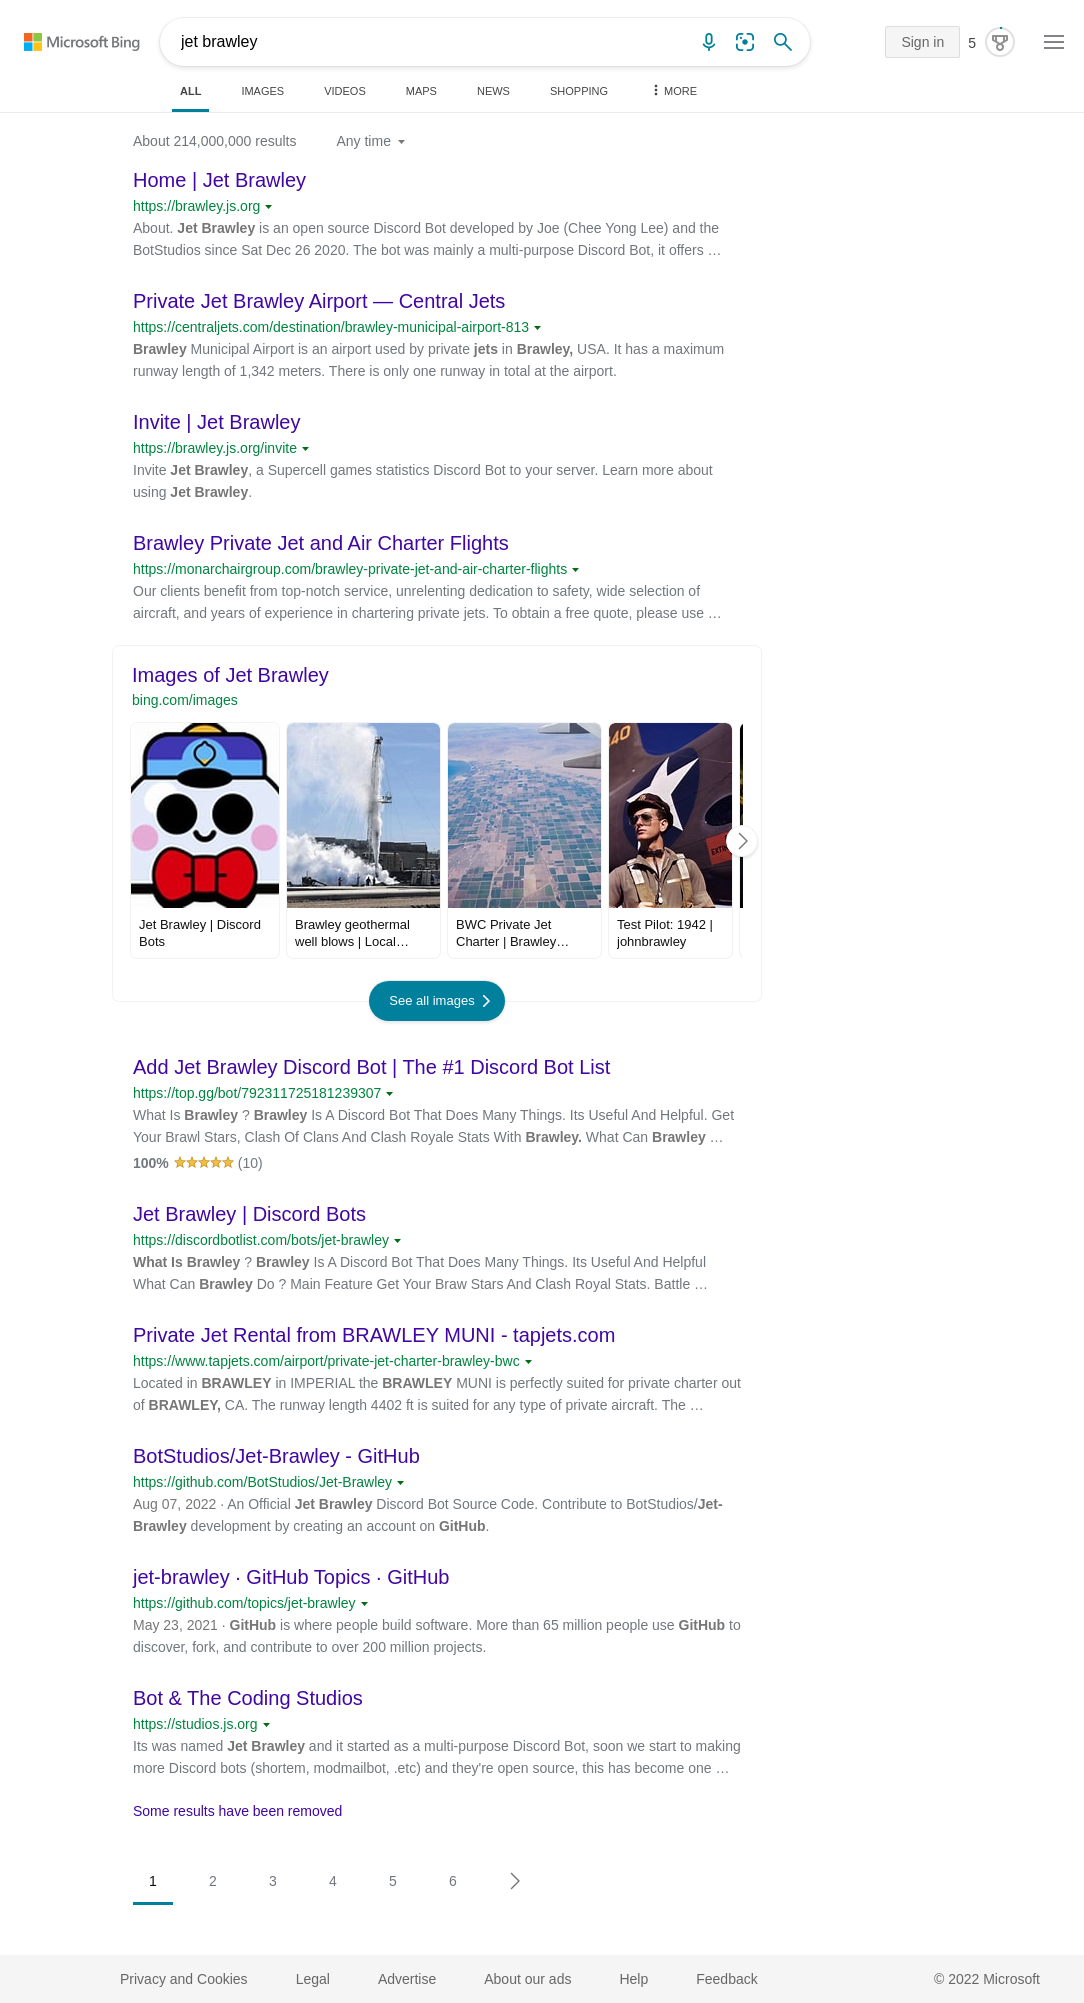 Microsoft Bing
jet brawley
Sign in
5
ALL
IMAGES
VIDEOS
MAPS
NEWS
SHOPPING
MORE
About 214,000,000 results
Any time
Home | Jet Brawley
https://brawley.js.org
About. Jet Brawley is an open source Discord Bot developed by Joe (Chee Yong Lee) and the
BotStudios since Sat Dec 26 2020. The bot was mainly a multi-purpose Discord Bot, it offers …
Private Jet Brawley Airport — Central Jets
https://centraljets.com/destination/brawley-municipal-airport-813
Brawley Municipal Airport is an airport used by private jets in Brawley, USA. It has a maximum
runway length of 1,342 meters. There is only one runway in total at the airport.
Invite | Jet Brawley
https://brawley.js.org/invite
Invite Jet Brawley, a Supercell games statistics Discord Bot to your server. Learn more about
using Jet Brawley.
Brawley Private Jet and Air Charter Flights
https://monarchairgroup.com/brawley-private-jet-and-air-charter-flights
Our clients benefit from top-notch service, unrelenting dedication to safety, wide selection of
aircraft, and years of experience in chartering private jets. To obtain a free quote, please use …
Images of Jet Brawley
bing.com/images
40
EXTIN
Jet Brawley | Discord
Bots
Brawley geothermal
well blows | Local…
BWC Private Jet
Charter | Brawley…
Test Pilot: 1942 |
johnbrawley
See all images
Add Jet Brawley Discord Bot | The #1 Discord Bot List
https://top.gg/bot/792311725181239307
What Is Brawley ? Brawley Is A Discord Bot That Does Many Things. Its Useful And Helpful. Get
Your Brawl Stars, Clash Of Clans And Clash Royale Stats With Brawley. What Can Brawley …
100% (10)
Jet Brawley | Discord Bots
https://discordbotlist.com/bots/jet-brawley
What Is Brawley ? Brawley Is A Discord Bot That Does Many Things. Its Useful And Helpful
What Can Brawley Do ? Main Feature Get Your Braw Stars And Clash Royal Stats. Battle …
Private Jet Rental from BRAWLEY MUNI - tapjets.com
https://www.tapjets.com/airport/private-jet-charter-brawley-bwc
Located in BRAWLEY in IMPERIAL the BRAWLEY MUNI is perfectly suited for private charter out
of BRAWLEY, CA. The runway length 4402 ft is suited for any type of private aircraft. The …
BotStudios/Jet-Brawley - GitHub
https://github.com/BotStudios/Jet-Brawley
Aug 07, 2022 · An Official Jet Brawley Discord Bot Source Code. Contribute to BotStudios/Jet-
Brawley development by creating an account on GitHub.
jet-brawley · GitHub Topics · GitHub
https://github.com/topics/jet-brawley
May 23, 2021 · GitHub is where people build software. More than 65 million people use GitHub to
discover, fork, and contribute to over 200 million projects.
Bot & The Coding Studios
https://studios.js.org
Its was named Jet Brawley and it started as a multi-purpose Discord Bot, soon we start to making
more Discord bots (shortem, modmailbot, .etc) and they're open source, this has become one …
Some results have been removed
1
2
3
4
5
6
Privacy and Cookies
Legal
Advertise
About our ads
Help
Feedback
© 2022 Microsoft